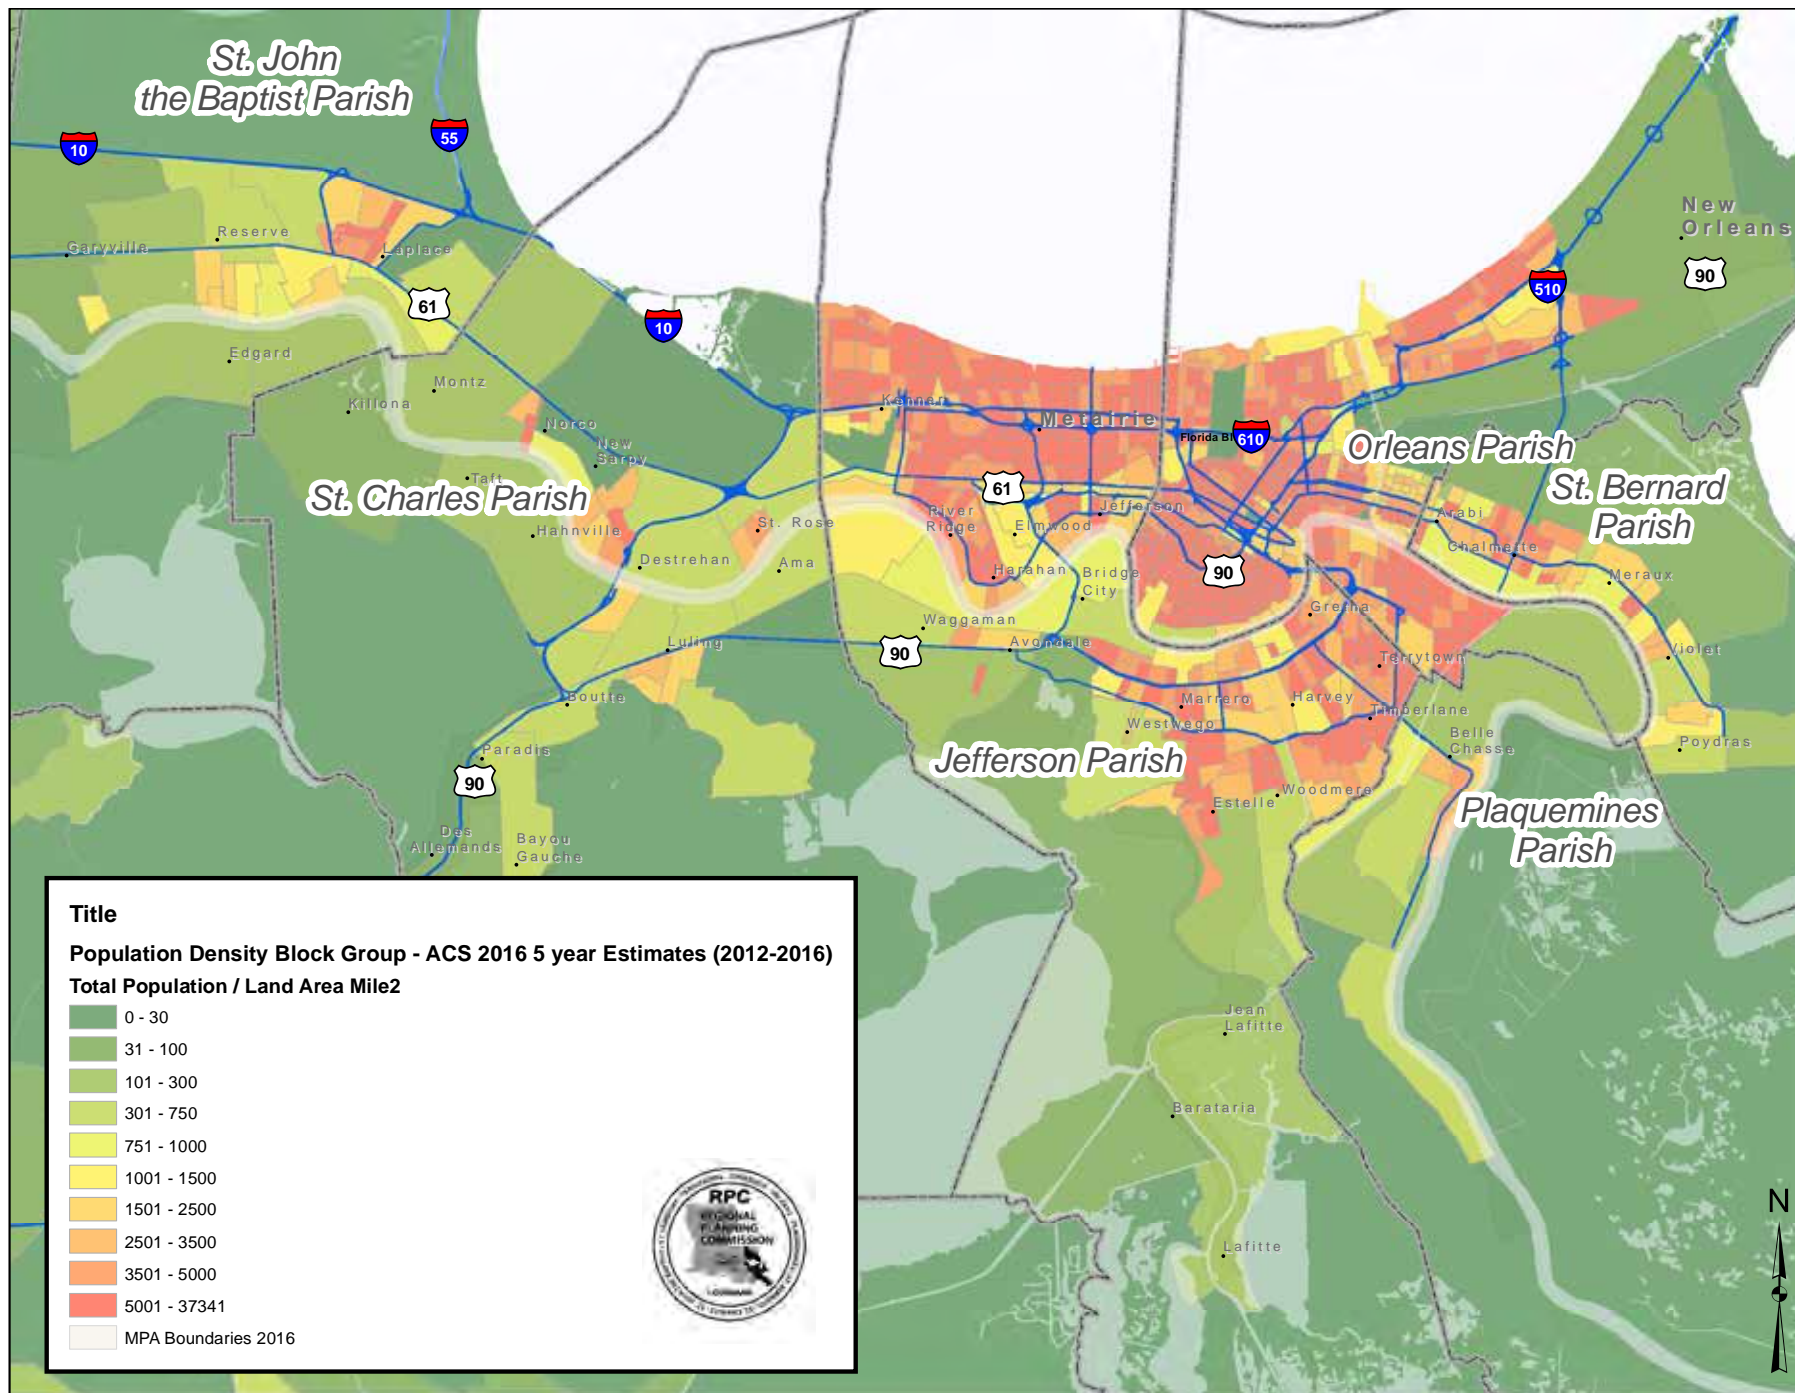 St. John
the Baptist Parish
10
55
New
Orleans
90
510
Garyville
Reserve
Laplace
61
10
Edgard
Montz
Killona
Norco
New
Sarpy
Taft
St. Charles Parish
Hahnville
Destrehan
St. Rose
Ama
Kenner
Metairie
Florida Bl
610
Orleans Parish
St. Bernard
Parish
61
River
Ridge
Elmwood
Jefferson
Harahan
Bridge
City
90
Arabi
Chalmette
Meraux
Gretna
Waggaman
Avondale
90
Luling
Boutte
Paradis
90
Des
Allemands
Bayou
Gauche
Terrytown
Violet
Marrero
Harvey
Timberlane
Westwego
Belle
Chasse
Poydras
Jefferson Parish
Estelle
Woodmere
Plaquemines
Parish
Jean
Lafitte
Barataria
Lafitte
N
Title
Population Density Block Group - ACS 2016 5 year Estimates (2012-2016)
Total Population / Land Area Mile2
0 - 30
31 - 100
101 - 300
301 - 750
751 - 1000
1001 - 1500
1501 - 2500
2501 - 3500
3501 - 5000
5001 - 37341
MPA Boundaries 2016
RPC
REGIONAL
PLANNING
COMMISSION